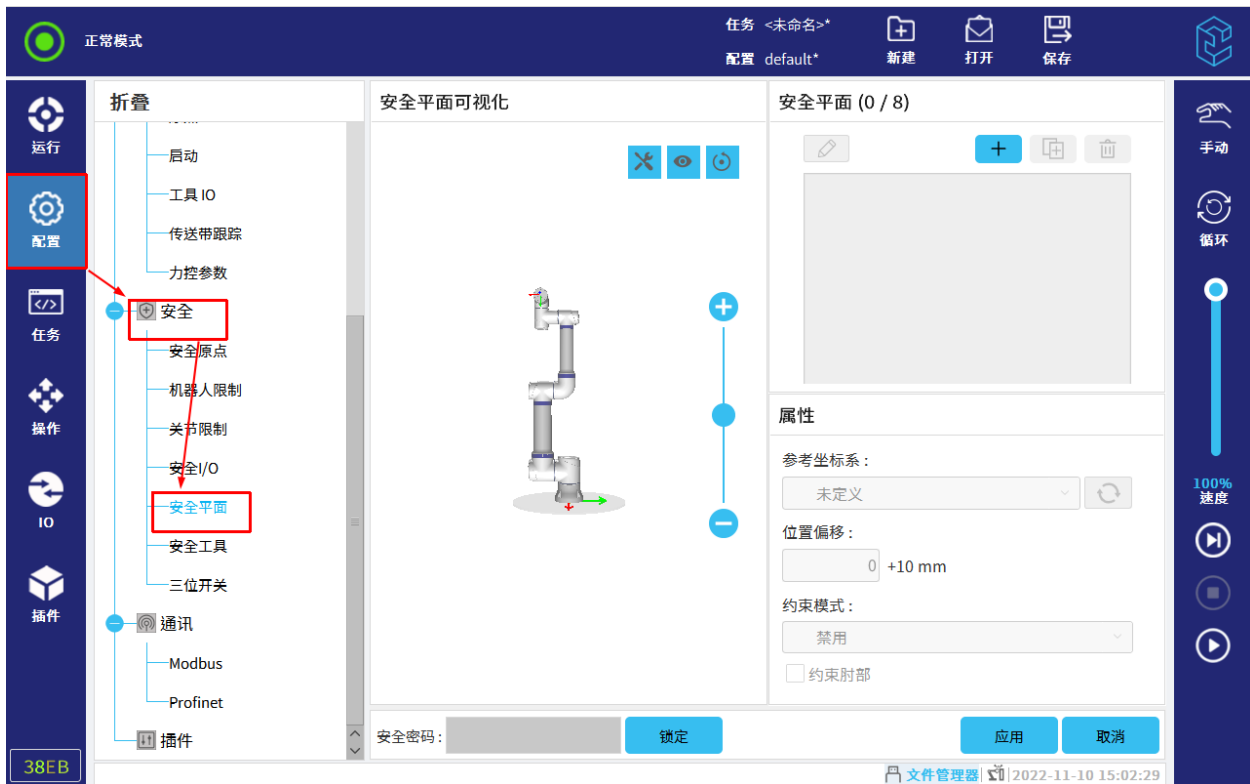 正常模式
任务 <未命名>*
配置 default*
新建
打开
保存
运行
配置
任务
操作
IO
插件
38EB
折叠
启动
工具 IO
传送带跟踪
力控参数
安全
安全原点
机器人限制
关节限制
安全I/O
安全平面
安全工具
三位开关
通讯
Modbus
Profinet
插件
安全平面可视化
安全平面 (0 / 8)
属性
参考坐标系 :
未定义
位置偏移 :
0 +10 mm
约束模式 :
禁用
约束肘部
安全密码 :
锁定
应用
取消
手动
循环
100%
速度
文件管理器
2022-11-10 15:02:29